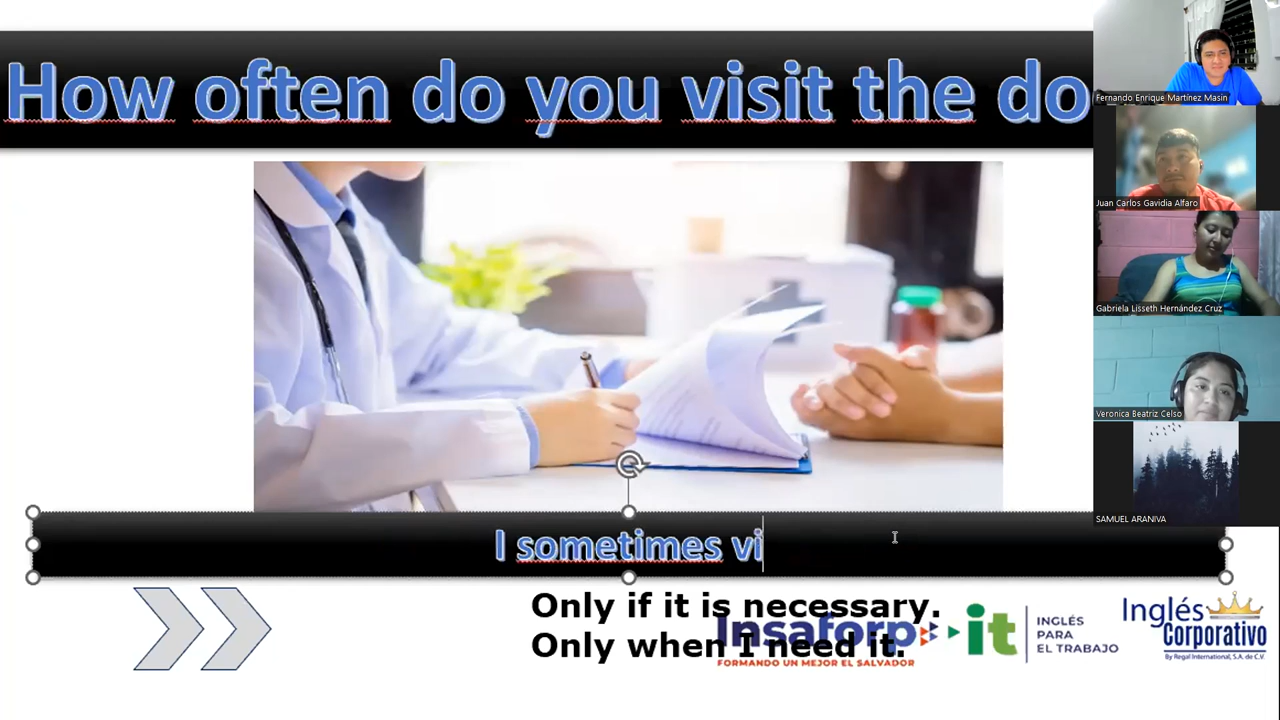 How often do you visit the do
Fernando Enrique Martínez Masin
Juan Carlos Gavidia Alfaro
Gabriela Lisseth Hernández Cruz
Veronica Beatriz Celso
SAMUEL ARANIVA
I sometimes vi
Only if it is necessary.
Only when I need it.
Insaforp
FORMANDO UN MEJOR EL SALVADOR
it
INGLÉS
PARA
EL TRABAJO
Inglés
Corporativo
By Regal International, S.A. de C.V.